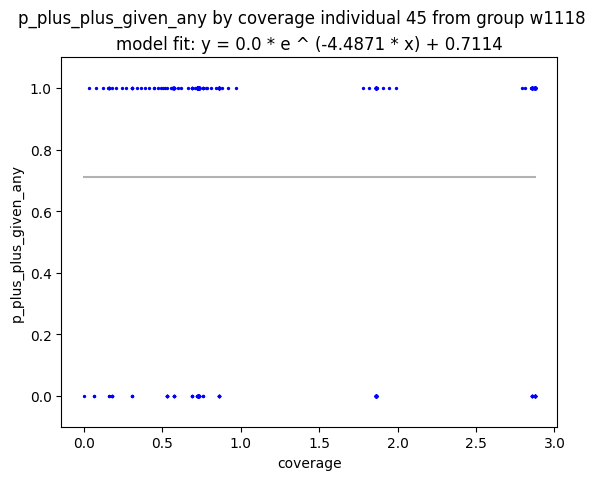 p_plus_plus_given_any by coverage individual 45 from group w1118
model fit: y = 0.0 * e ^ (-4.4871 * x) + 0.7114
1.0
0.8
0.6
0.4
0.2
0.0
p_plus_plus_given_any
0.0 0.5 1.0 1.5 2.0 2.5 3.0
coverage